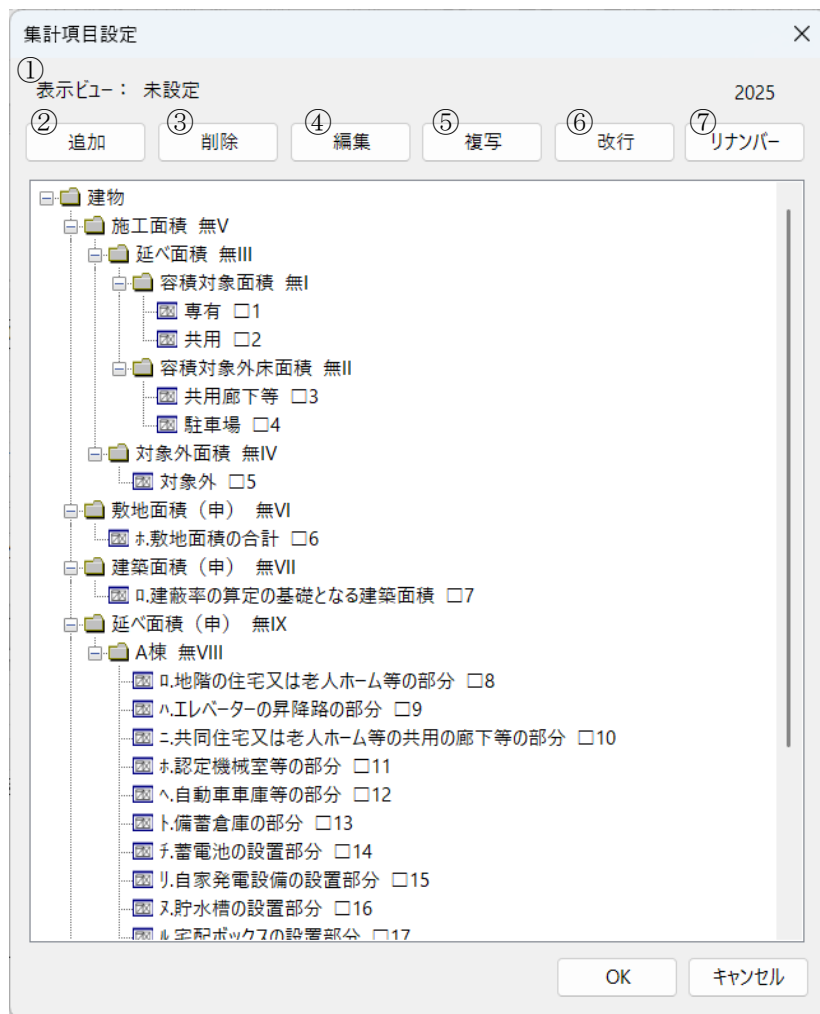 集計項目設定
①
表示ビュー： 未設定
2025
② 追加 ③ 削除 ④ 編集 ⑤ 複写 ⑥ 改行 ⑦ リナンバー
建物
施工面積 無V
延べ面積 無III
容積対象面積 無I
専有 □1
共用 □2
容積対象外床面積 無II
共用廊下等 □3
駐車場 □4
対象外面積 無IV
対象外 □5
敷地面積（申） 無VI
ﾎ.敷地面積の合計 □6
建築面積（申） 無VII
ﾛ.建蔽率の算定の基礎となる建築面積 □7
延べ面積（申） 無IX
A棟 無VIII
ﾛ.地階の住宅又は老人ホーム等の部分 □8
ﾊ.エレベーターの昇降路の部分 □9
ﾆ.共同住宅又は老人ホーム等の共用の廊下等の部分 □10
ﾎ.認定機械室等の部分 □11
ﾍ.自動車車庫等の部分 □12
ﾄ.備蓄倉庫の部分 □13
ﾁ.蓄電池の設置部分 □14
ﾘ.自家発電設備の設置部分 □15
ﾇ.貯水槽の設置部分 □16
ﾙ.宅配ボックスの設置部分 □17
OK キャンセル